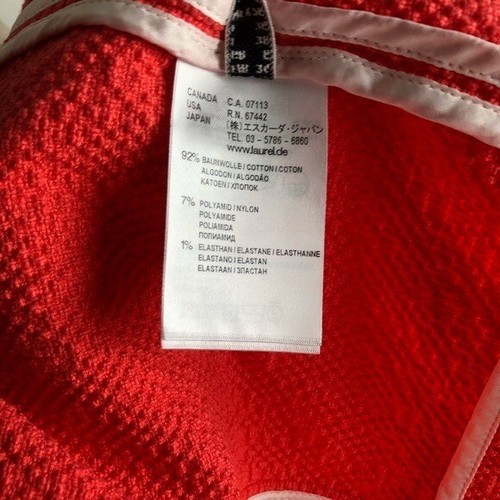 CANADA C.A. 07113
USA R.N. 67442
JAPAN (株)エスカーダ・ジャパン
TEL. 03 - 5786 - 6860
www.laurel.de
92% BAUMWOLLE / COTTON / COTON
ALGODON / ALGODÃO
KATOEN / ХЛОПОК
7% POLYAMID / NYLON
POLYAMIDE
POLIAMIDA
ПОЛИАМИД
1% ELASTHAN / ELASTANE / ELASTHANNE
ELASTANO / ELASTAN
ELASTAAN / ЭЛАСТАН